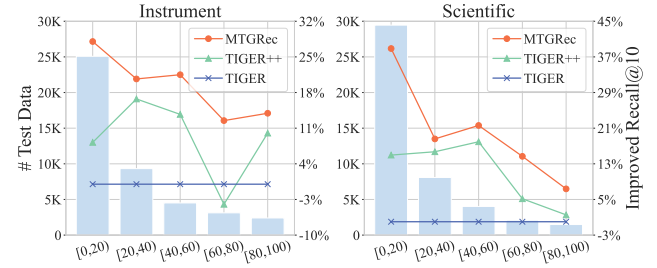 Instrument
# Test Data
30K
25K
20K
15K
10K
5K
0
32%
25%
18%
11%
4%
-3%
-10%
MTGRec
TIGER++
TIGER
[0,20)
[20,40)
[40,60)
[60,80)
[80,100)
Scientific
30K
25K
20K
15K
10K
5K
0
45%
37%
29%
21%
13%
5%
-3%
Improved Recall@10
MTGRec
TIGER++
TIGER
[0,20)
[20,40)
[40,60)
[60,80)
[80,100)